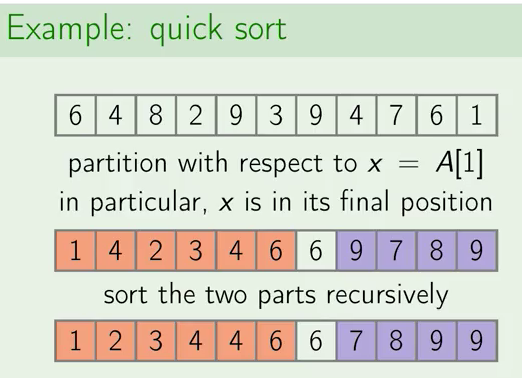 Example: quick sort
6 4 8 2 9 3 9 4 7 6 1
partition with respect to x = A[1]
in particular, x is in its final position
1 4 2 3 4 6 6 9 7 8 9
sort the two parts recursively
1 2 3 4 4 6 6 7 8 9 9